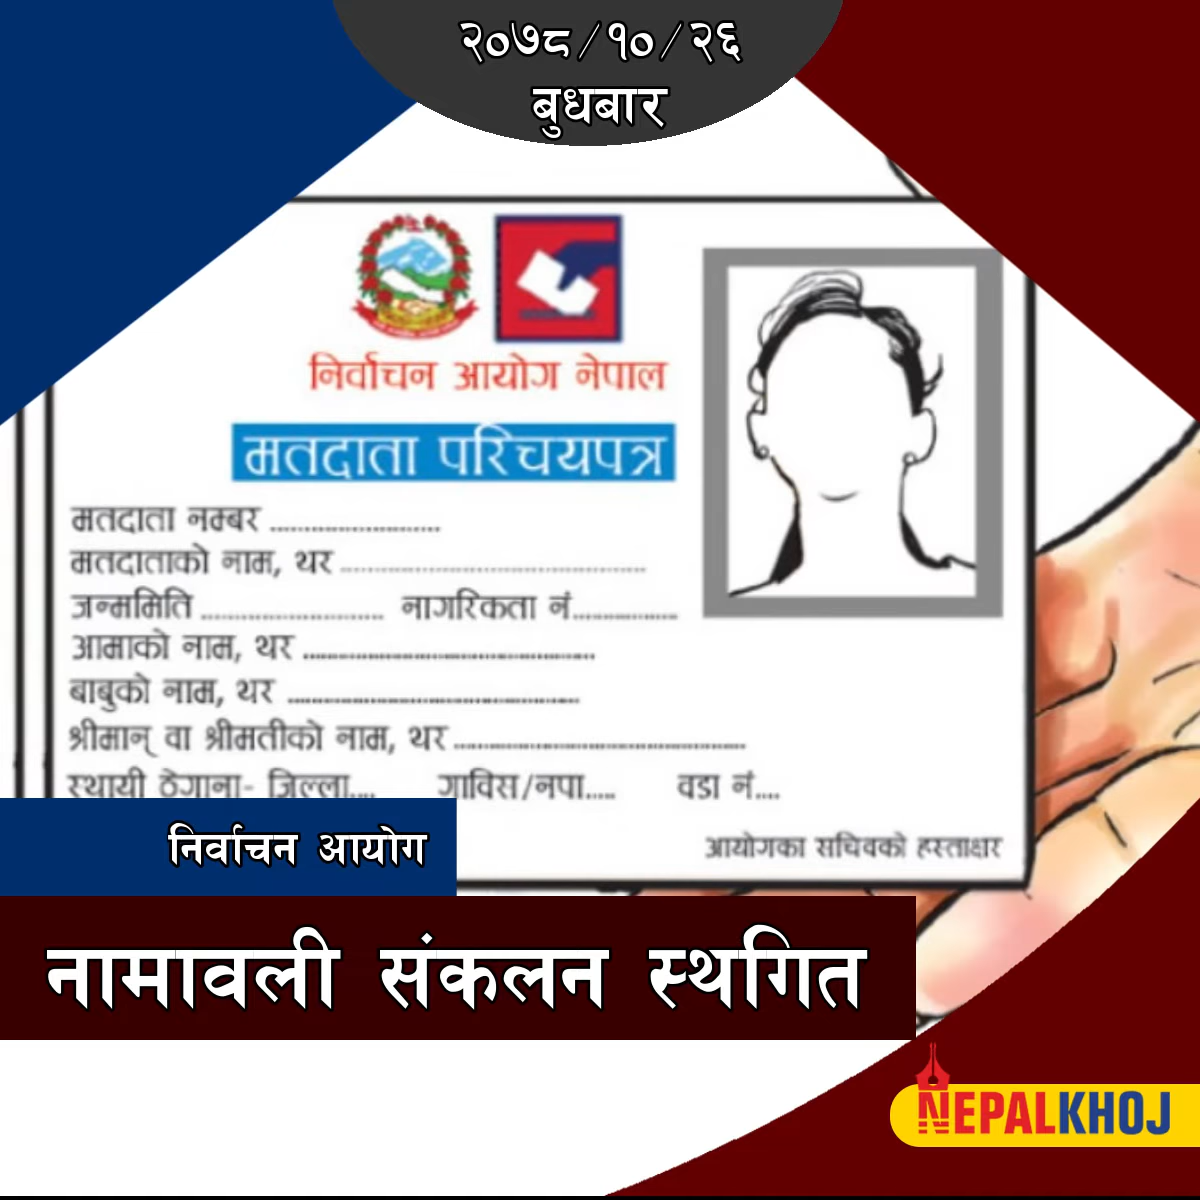 २०७८/१०/२६
बुधबार
निर्वाचन आयोग नेपाल
मतदाता परिचयपत्र
मतदाता नम्बर ............................
मतदाताको नाम, थर ................................................
जन्ममिति .............................. नागरिकता नं.................
आमाको नाम, थर ................................................
बाबुको नाम, थर ................................................
श्रीमान् वा श्रीमतीको नाम, थर ................................................
स्थायी ठेगाना- जिल्ला.... गाविस/नपा..... वडा नं....
आयोगका सचिवको हस्ताक्षर
निर्वाचन आयोग
नामावली संकलन स्थगित
NEPALKHOJ